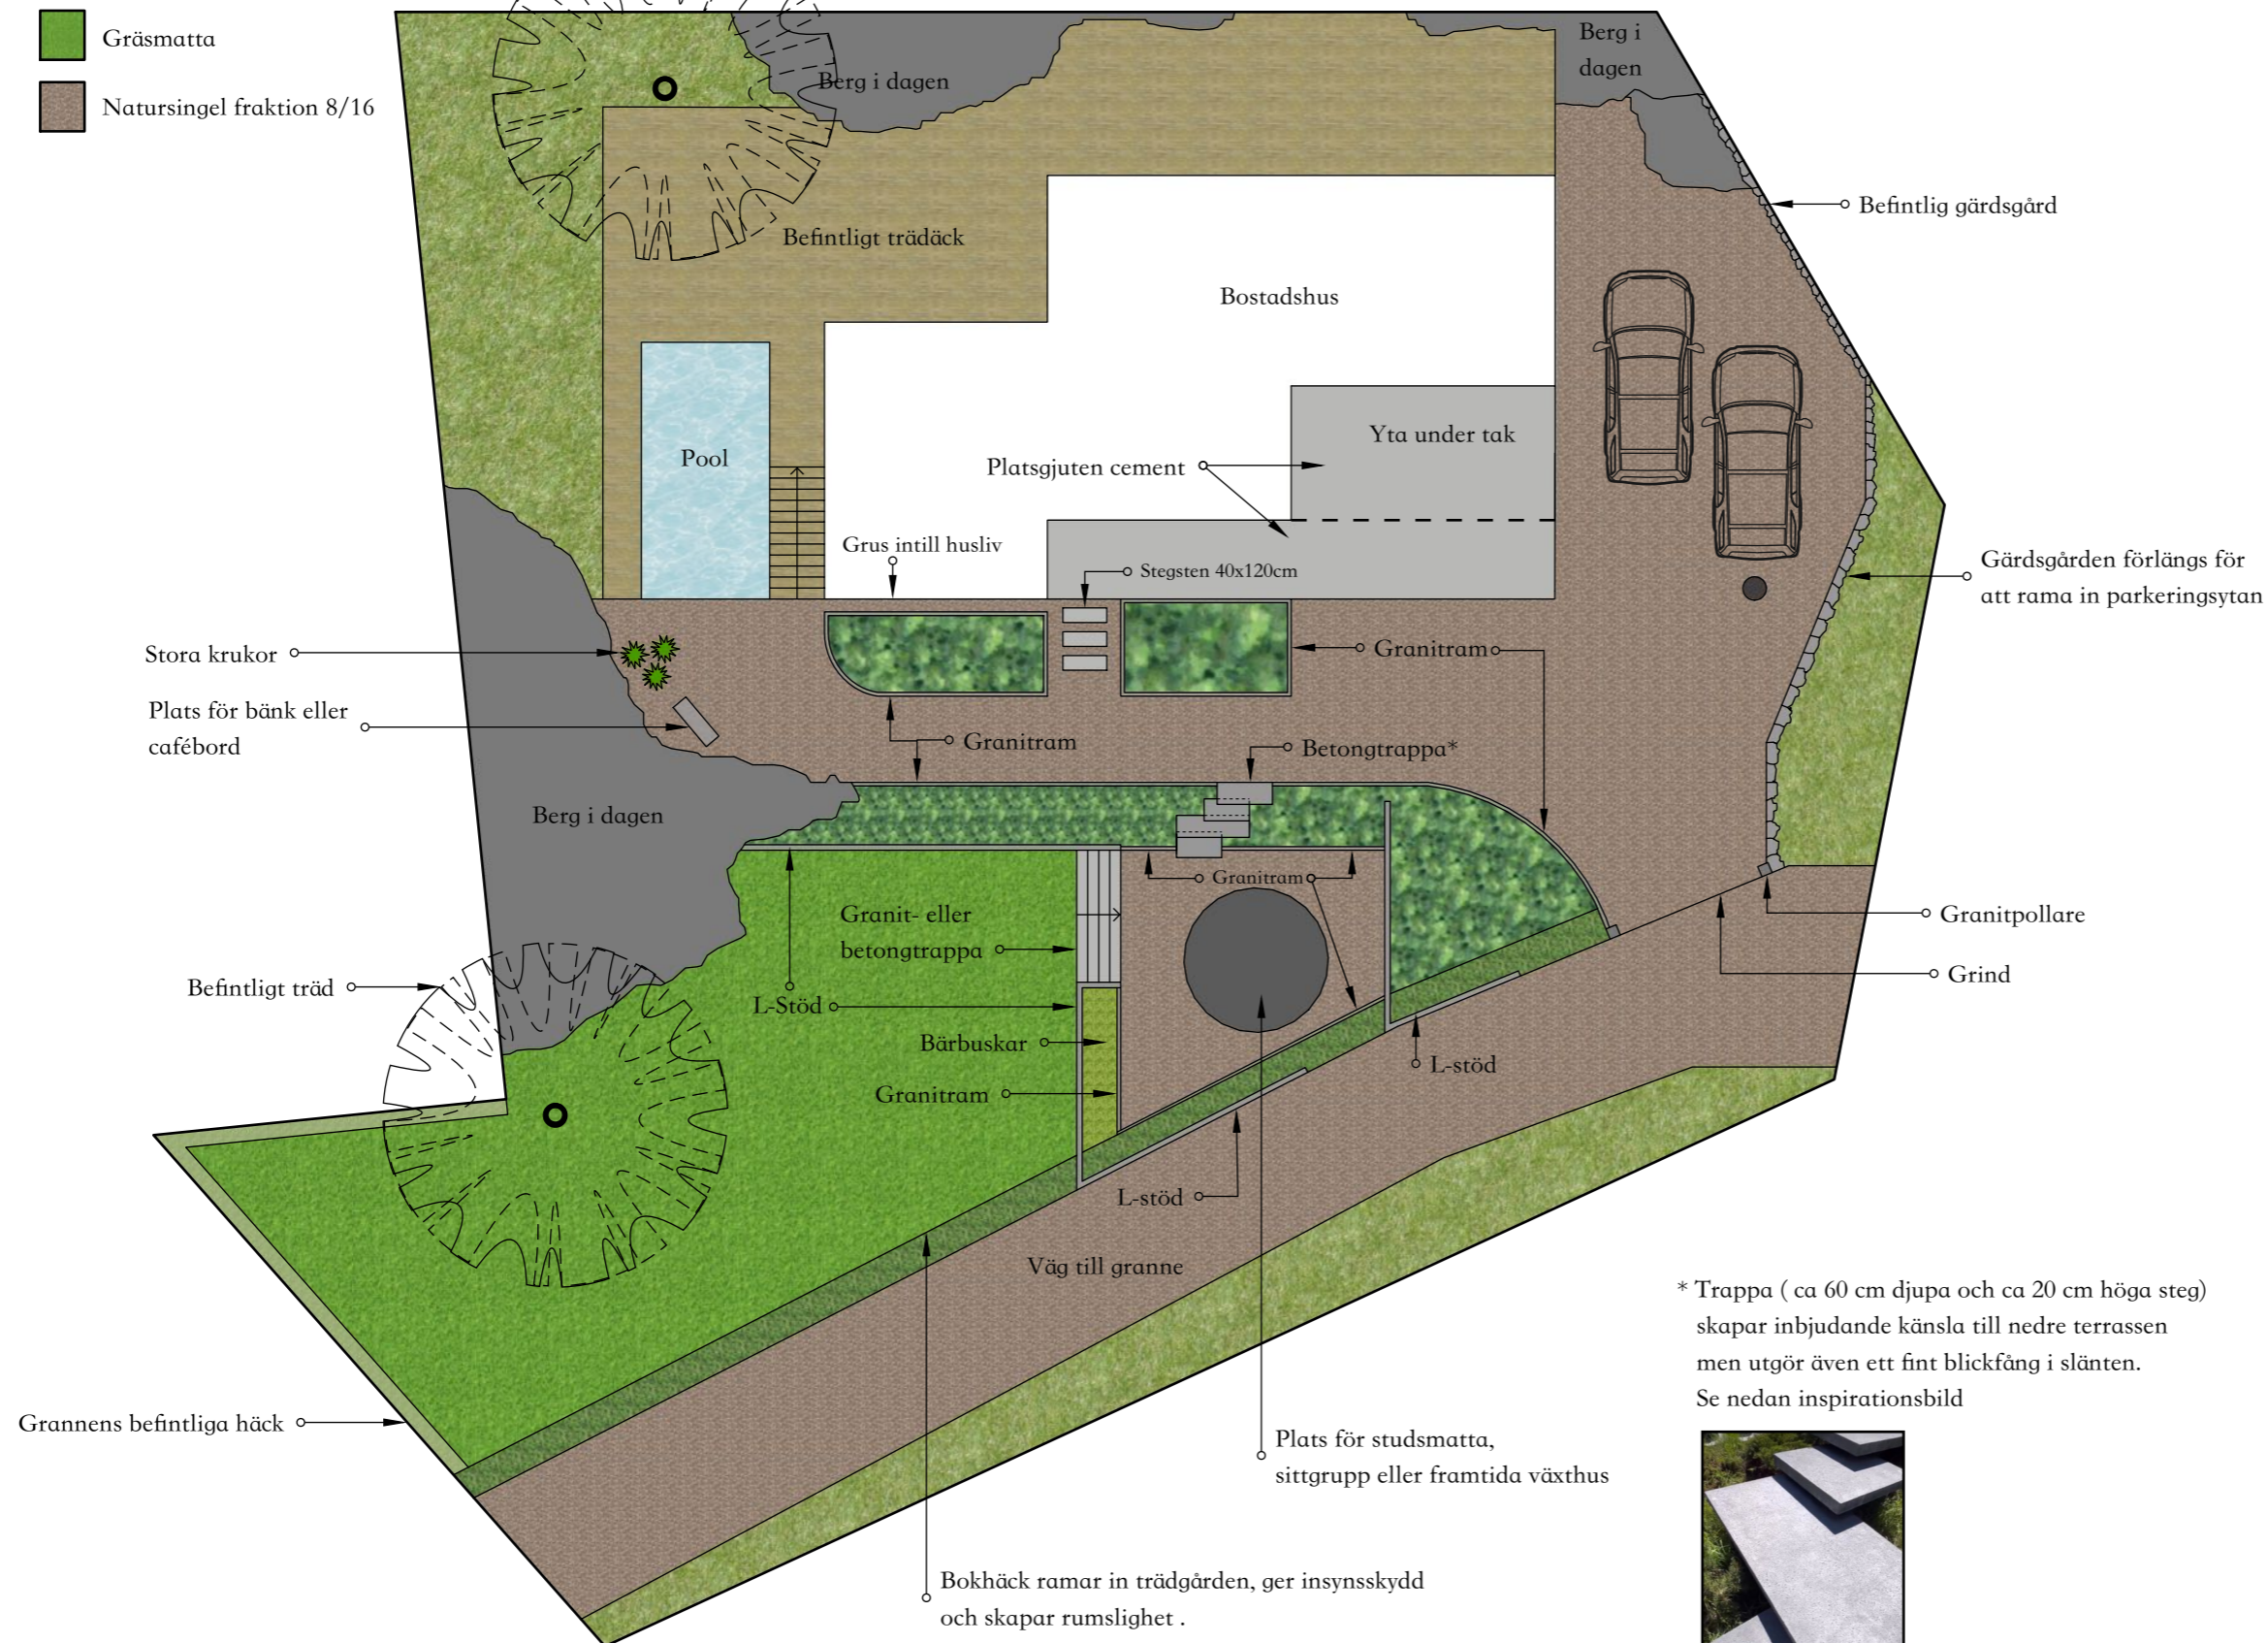 Gräsmatta
Natursingel fraktion 8/16
Berg i
dagen
Berg i dagen
Befintlig gärdsgård
Befintligt trädäck
Bostadshus
Yta under tak
Pool
Platsgjuten cement
Grus intill husliv
Stegsten 40x120cm
Gärdsgården förlängs för
att rama in parkeringsytan
Stora krukor
Granitram
Plats för bänk eller
cafébord
Granitram
Betongtrappa*
Berg i dagen
Granitram
Granit- eller
betongtrappa
Granitpollare
Befintligt träd
Grind
L-Stöd
Bärbuskar
L-stöd
Granitram
L-stöd
Väg till granne
* Trappa ( ca 60 cm djupa och ca 20 cm höga steg)
skapar inbjudande känsla till nedre terrassen
men utgör även ett fint blickfång i slänten.
Se nedan inspirationsbild
Grannens befintliga häck
Plats för studsmatta,
sittgrupp eller framtida växthus
Bokhäck ramar in trädgården, ger insynsskydd
och skapar rumslighet .